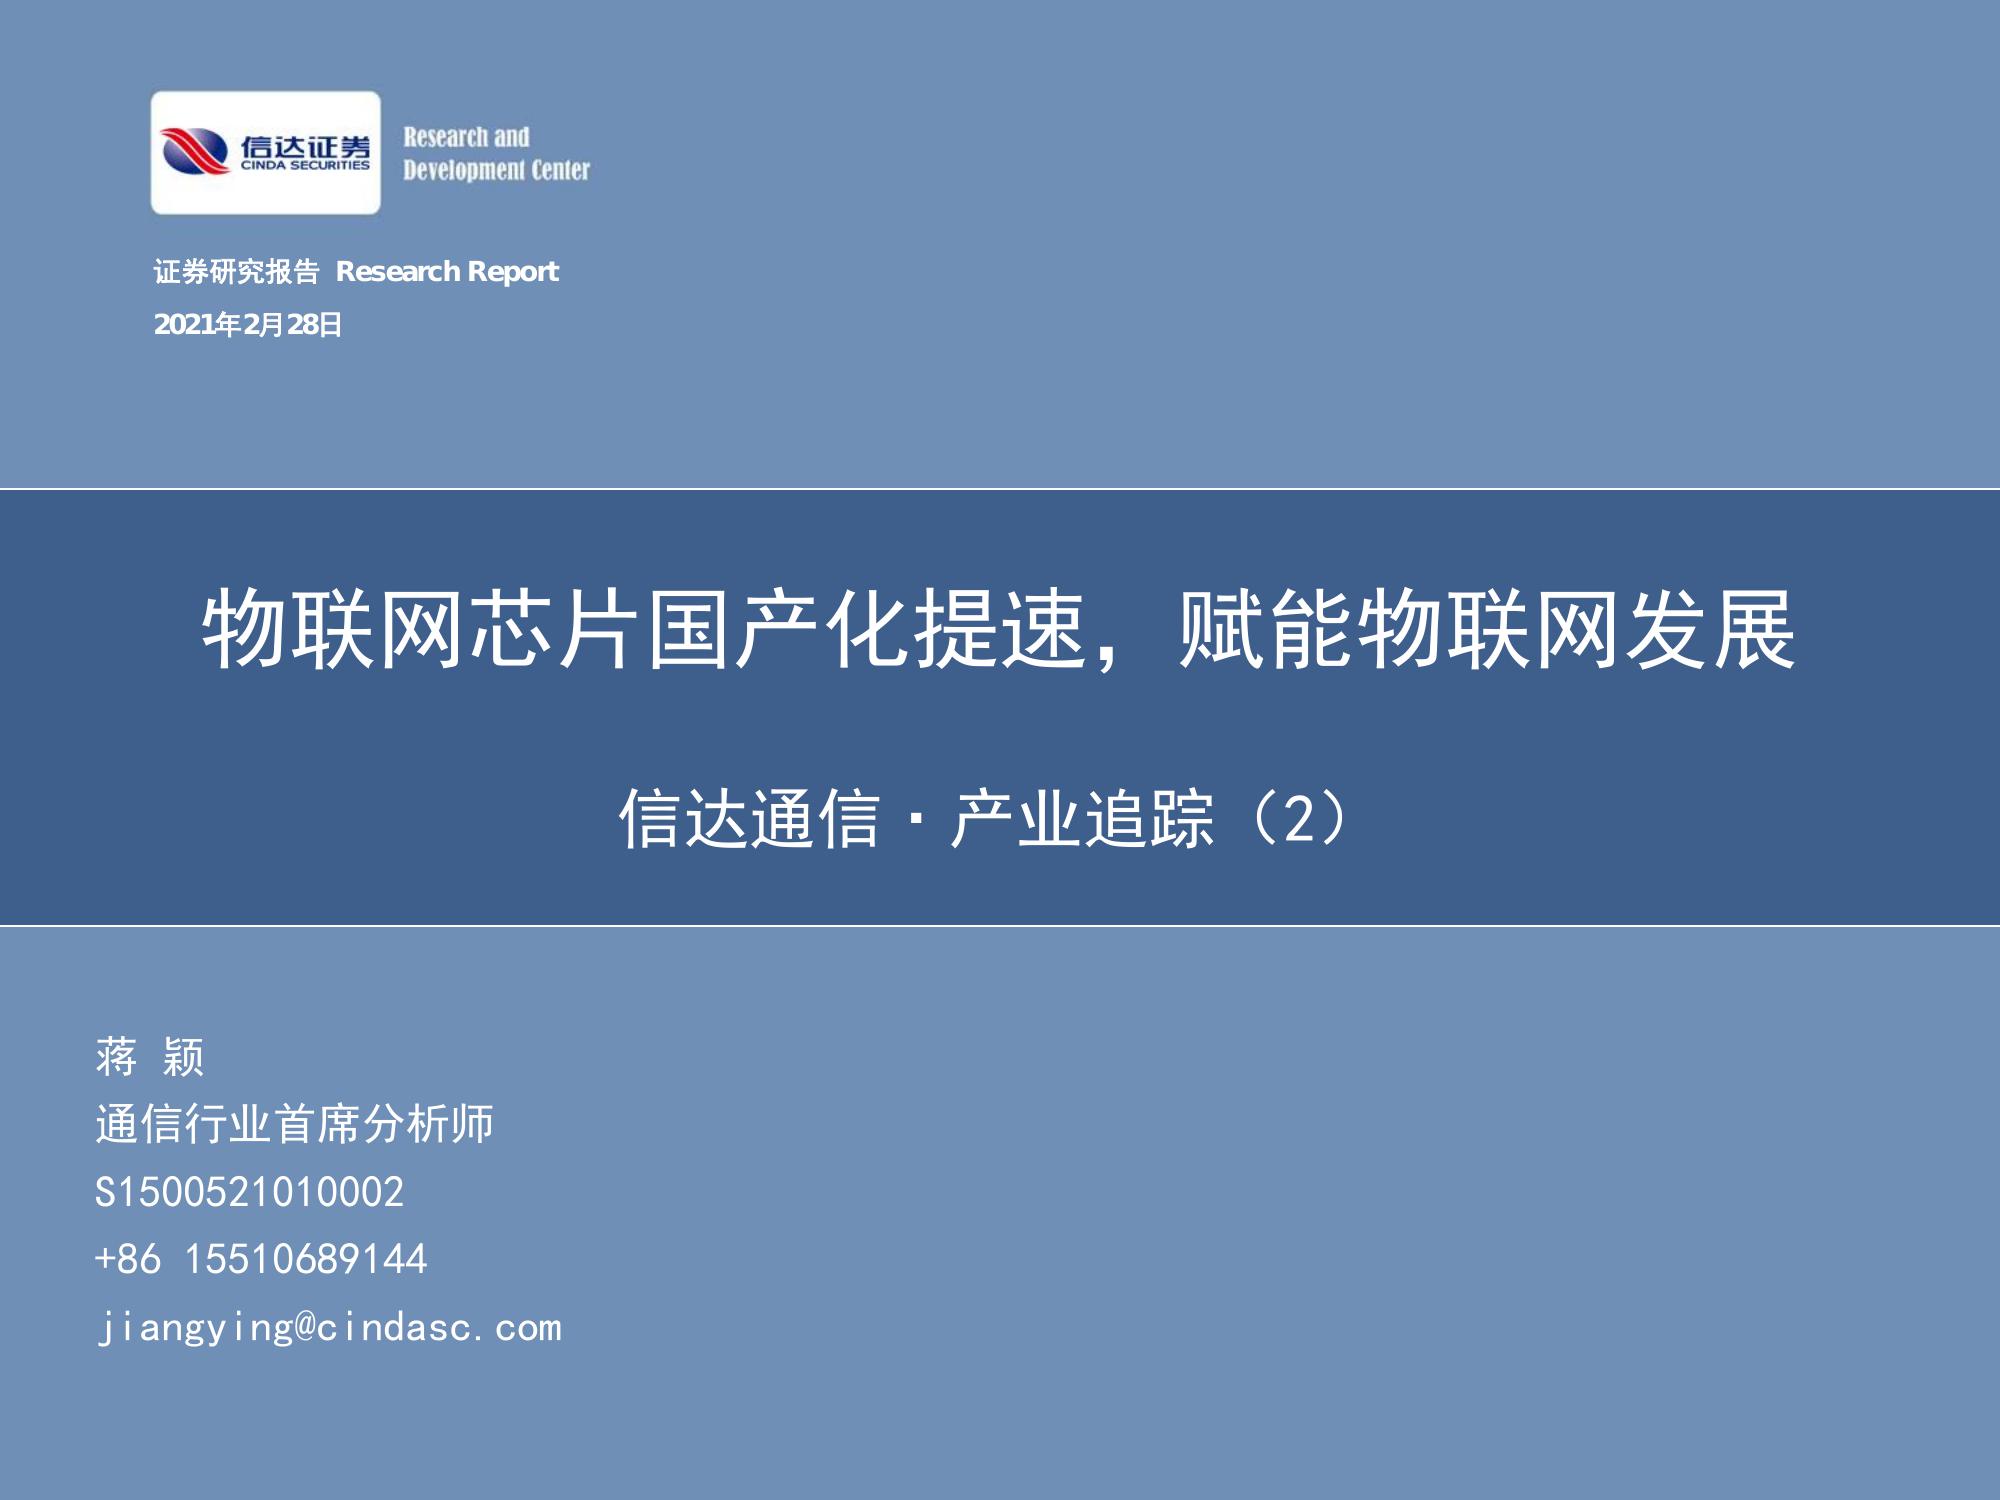 信达证券
CINDA SECURITIES
Research and
Development Center
证券研究报告 Research Report
2021年2月28日
物联网芯片国产化提速，赋能物联网发展
信达通信·产业追踪（2）
蒋 颖
通信行业首席分析师
S1500521010002
+86 15510689144
jiangying@cindasc.com